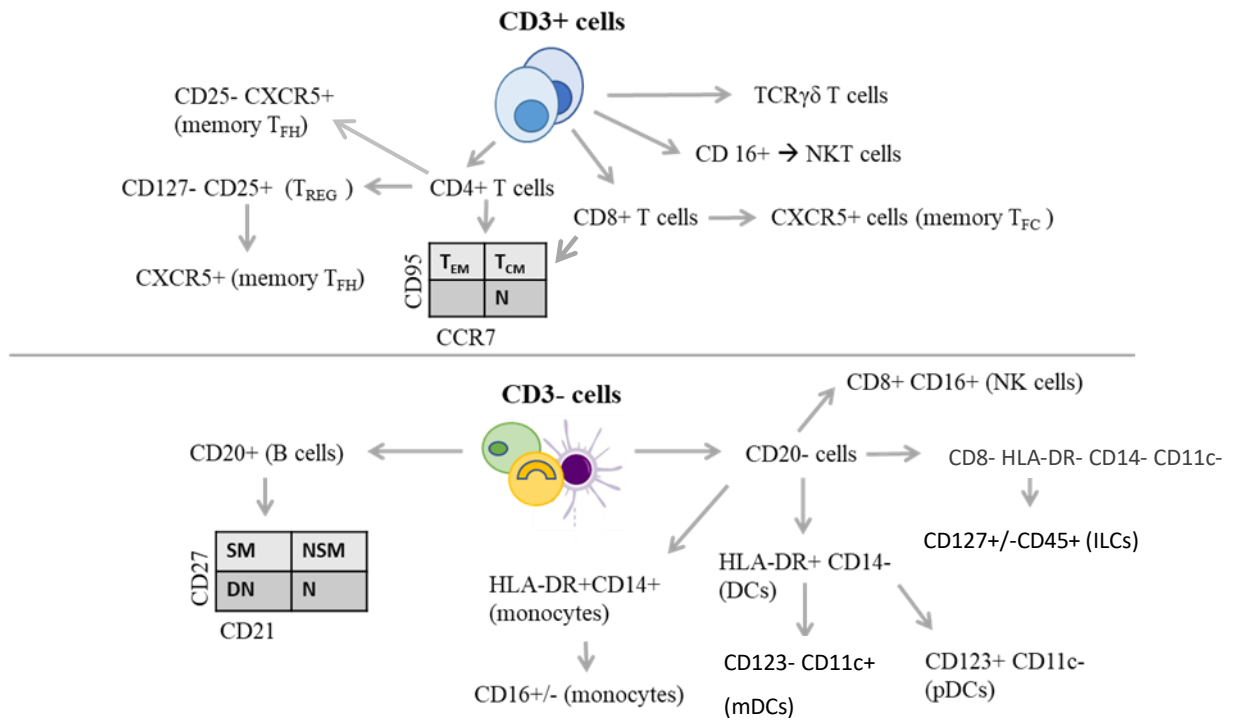 CD3+ cells
CD25- CXCR5+
(memory TFH)
TCRγδ T cells
CD 16+ → NKT cells
CD127- CD25+ (TREG )
CD4+ T cells
CD8+ T cells
CXCR5+ cells (memory TFC )
CXCR5+ (memory TFH)
CD95
TEM TCM
N
CCR7
CD3- cells
CD8+ CD16+ (NK cells)
CD20+ (B cells)
CD20- cells
CD8- HLA-DR- CD14- CD11c-
CD127+/-CD45+ (ILCs)
CD27
SM NSM
DN N
CD21
HLA-DR+CD14+
(monocytes)
HLA-DR+ CD14-
(DCs)
CD16+/- (monocytes)
CD123- CD11c+
(mDCs)
CD123+ CD11c-
(pDCs)